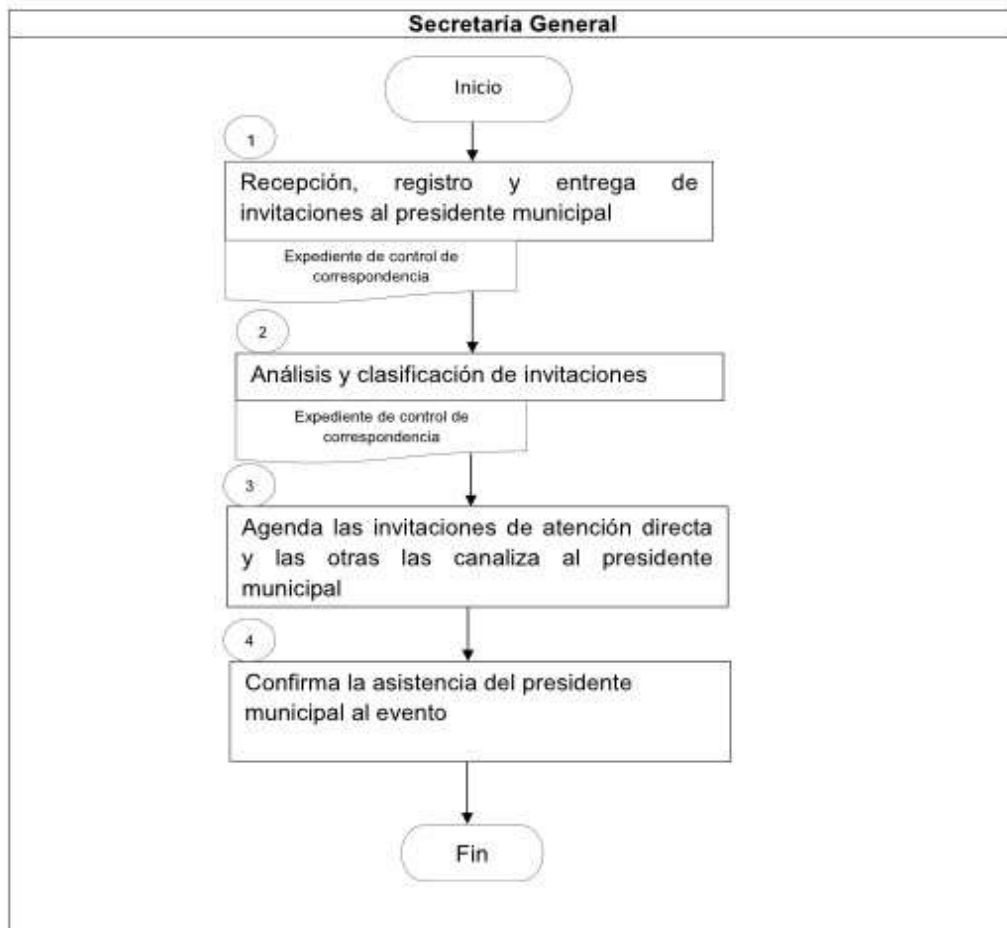 Secretaría General
Inicio
1
Recepción, registro y entrega de
invitaciones al presidente municipal
Expediente de control de
correspondencia
2
Análisis y clasificación de invitaciones
Expediente de control de
correspondencia
3
Agenda las invitaciones de atención directa
y las otras las canaliza al presidente
municipal
4
Confirma la asistencia del presidente
municipal al evento
Fin